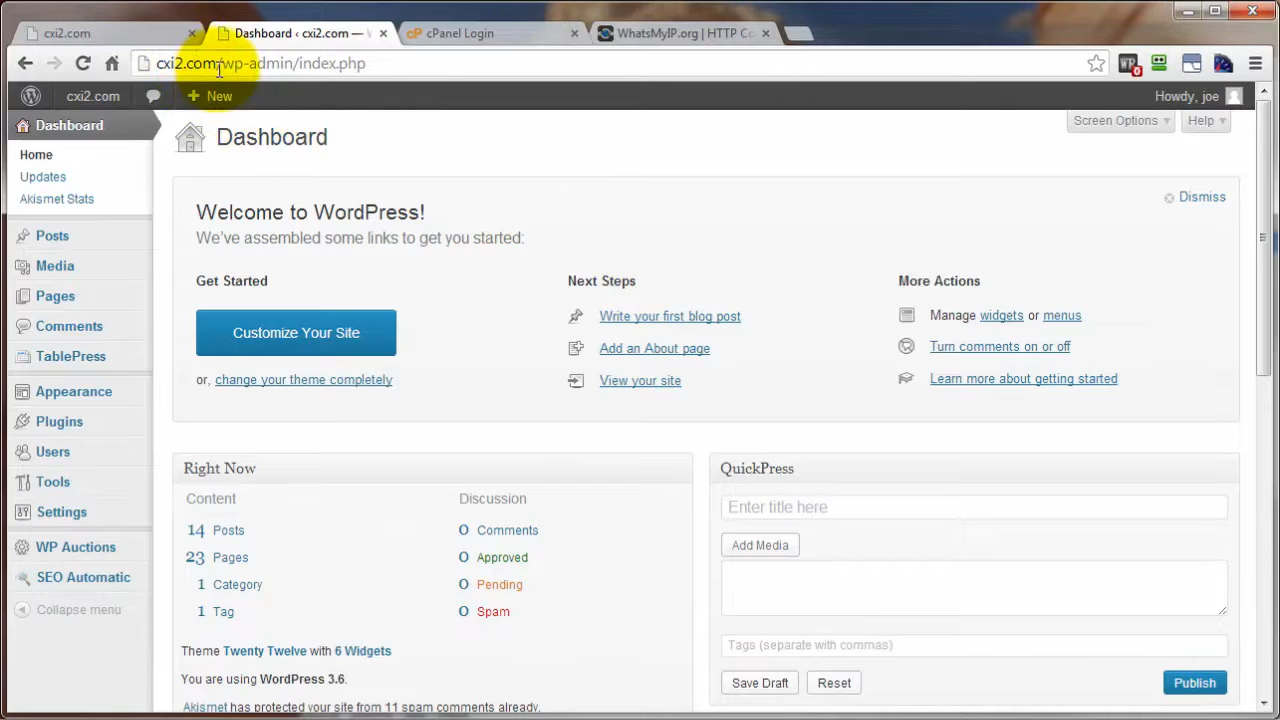 cxi2.com
Dashboard ‹ cxi2.com —
cPanel Login
WhatsMyIP.org | HTTP Co
cxi2.com/wp-admin/index.php
cxi2.com
New
Howdy, joe
Dashboard
Home
Updates
Akismet Stats
Posts
Media
Pages
Comments
TablePress
Appearance
Plugins
Users
Tools
Settings
WP Auctions
SEO Automatic
Collapse menu
Dashboard
Screen Options
Help
Welcome to WordPress!
Dismiss
We've assembled some links to get you started:
Get Started
Customize Your Site
or, change your theme completely
Next Steps
Write your first blog post
Add an About page
View your site
More Actions
Manage widgets or menus
Turn comments on or off
Learn more about getting started
Right Now
Content
14 Posts
23 Pages
1 Category
1 Tag
Discussion
0 Comments
0 Approved
0 Pending
0 Spam
Theme Twenty Twelve with 6 Widgets
You are using WordPress 3.6.
Akismet has protected your site from 11 spam comments already.
QuickPress
Enter title here
Add Media
Tags (separate with commas)
Save Draft
Reset
Publish